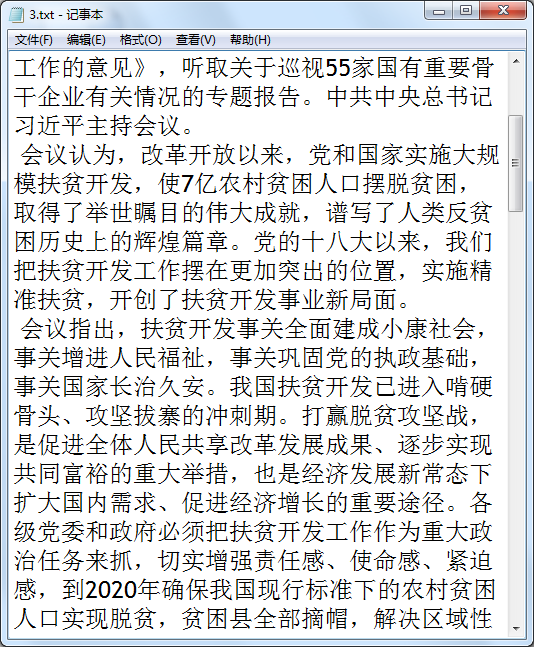 3.txt - 记事本
文件(F) 编辑(E) 格式(O) 查看(V) 帮助(H)
工作的意见》，听取关于巡视55家国有重要骨
干企业有关情况的专题报告。中共中央总书记
习近平主持会议。
会议认为，改革开放以来，党和国家实施大规
模扶贫开发，使7亿农村贫困人口摆脱贫困，
取得了举世瞩目的伟大成就，谱写了人类反贫
困历史上的辉煌篇章。党的十八大以来，我们
把扶贫开发工作摆在更加突出的位置，实施精
准扶贫，开创了扶贫开发事业新局面。
会议指出，扶贫开发事关全面建成小康社会，
事关增进人民福祉，事关巩固党的执政基础，
事关国家长治久安。我国扶贫开发已进入啃硬
骨头、攻坚拔寨的冲刺期。打赢脱贫攻坚战，
是促进全体人民共享改革发展成果、逐步实现
共同富裕的重大举措，也是经济发展新常态下
扩大国内需求、促进经济增长的重要途径。各
级党委和政府必须把扶贫开发工作作为重大政
治任务来抓，切实增强责任感、使命感、紧迫
感，到2020年确保我国现行标准下的农村贫困
人口实现脱贫，贫困县全部摘帽，解决区域性